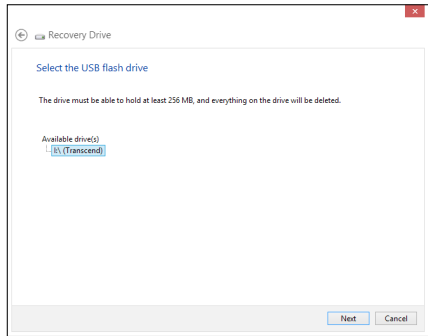 Recovery Drive
Select the USB flash drive
The drive must be able to hold at least 256 MB, and everything on the drive will be deleted.
Available drive(s)
I:\ (Transcend)
Next Cancel